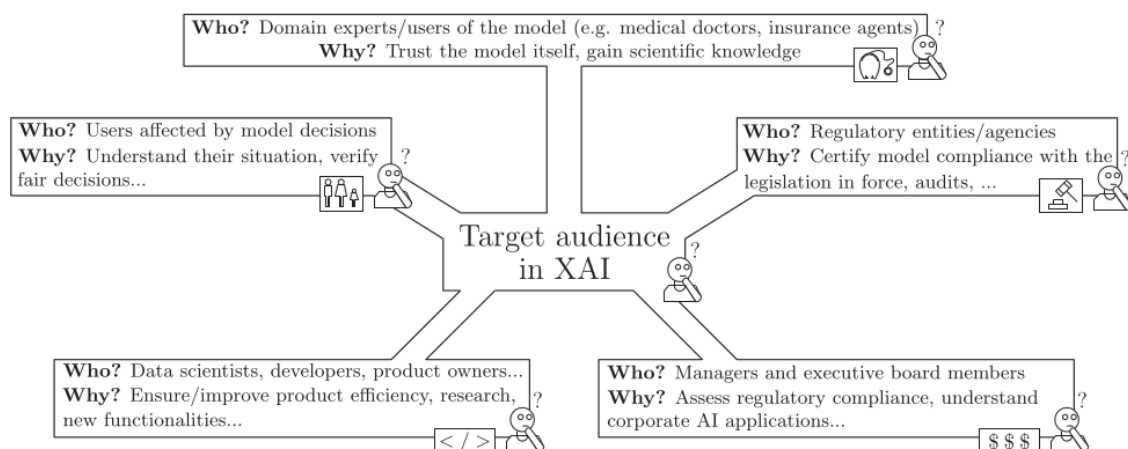 Who? Domain experts/users of the model (e.g. medical doctors, insurance agents)
Why? Trust the model itself, gain scientific knowledge
?
Who? Users affected by model decisions
Why? Understand their situation, verify
fair decisions...
?
Who? Regulatory entities/agencies
Why? Certify model compliance with the
legislation in force, audits, ...
?
Target audience
in XAI
?
Who? Data scientists, developers, product owners...
Why? Ensure/improve product efficiency, research,
new functionalities...
?
< / >
Who? Managers and executive board members
Why? Assess regulatory compliance, understand
corporate AI applications...
?
$ $ $